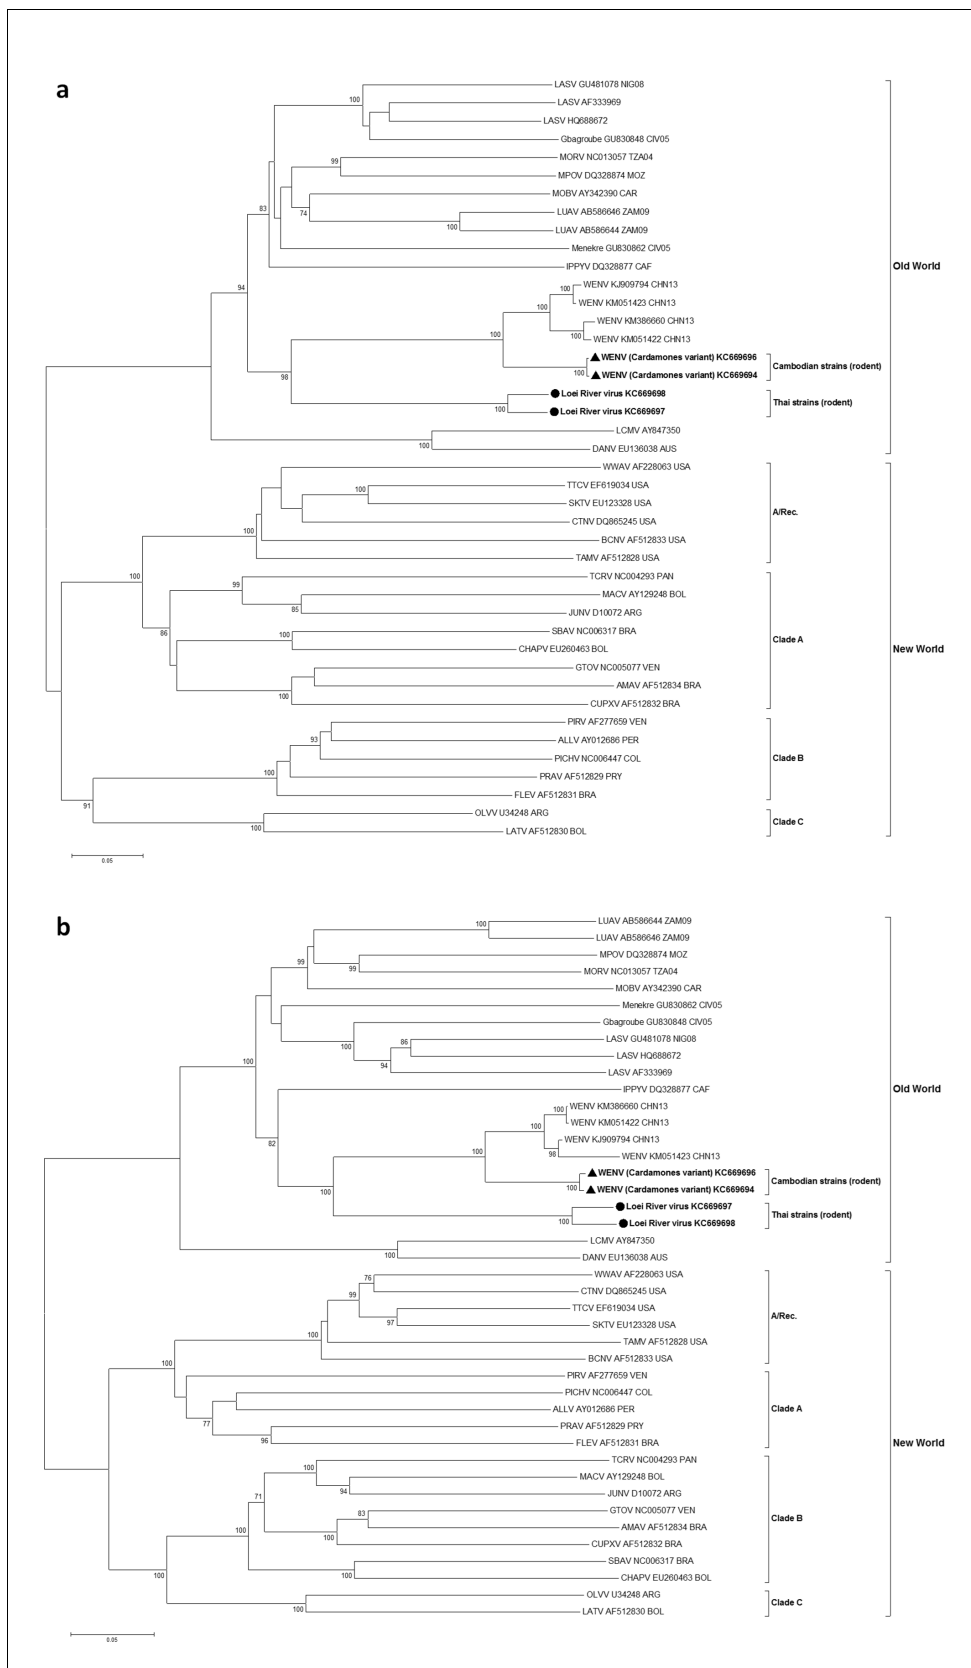 a
LASV GU481078 NIG08
100
LASV AF333969
LASV HQ688672
Gbagroube GU830848 CIV05
MORV NC013057 TZA04
99
MPOV DQ328874 MOZ
MOBV AY342390 CAR
83
74
LUAV AB586646 ZAM09
100
LUAV AB586644 ZAM09
Menekre GU830862 CIV05
IPPYV DQ328877 CAF
Old World
WENV KJ909794 CHN13
94
100
WENV KM051423 CHN13
100
WENV KM386660 CHN13
100
100
WENV KM051422 CHN13
WENV (Cardamones variant) KC669696
Cambodian strains (rodent)
100
WENV (Cardamones variant) KC669694
98
Loei River virus KC669698
Thai strains (rodent)
100
Loei River virus KC669697
LCMV AY847350
100
DANV EU136038 AUS
WWAV AF228063 USA
TTCV EF619034 USA
100
SKTV EU123328 USA
A/Rec.
100
CTNV DQ865245 USA
BCNV AF512833 USA
TAMV AF512828 USA
100
TCRV NC004293 PAN
99
MACV AY129248 BOL
85
JUNV D10072 ARG
86
SBAV NC006317 BRA
100
Clade A
CHAPV EU260463 BOL
New World
GTOV NC005077 VEN
AMAV AF512834 BRA
100
CUPXV AF512832 BRA
PIRV AF277659 VEN
93
ALLV AY012686 PER
PICHV NC006447 COL
Clade B
100
PRAV AF512829 PRY
FLEV AF512831 BRA
91
OLVV U34248 ARG
Clade C
100
LATV AF512830 BOL
0.05
b
LUAV AB586644 ZAM09
100
LUAV AB586646 ZAM09
MPOV DQ328874 MOZ
99
99
MORV NC013057 TZA04
MOBV AY342390 CAR
Menekre GU830862 CIV05
Gbagroube GU830848 CIV05
100
LASV GU481078 NIG08
86
100
LASV HQ688672
94
LASV AF333969
IPPYV DQ328877 CAF
Old World
WENV KM386660 CHN13
100
WENV KM051422 CHN13
100
WENV KJ909794 CHN13
82
100
98
WENV KM051423 CHN13
WENV (Cardamones variant) KC669696
Cambodian strains (rodent)
100
100
WENV (Cardamones variant) KC669694
Loei River virus KC669697
Thai strains (rodent)
100
Loei River virus KC669698
LCMV AY847350
100
DANV EU136038 AUS
WWAV AF228063 USA
76
CTNV DQ865245 USA
99
TTCV EF619034 USA
A/Rec.
97
SKTV EU123328 USA
100
TAMV AF512828 USA
BCNV AF512833 USA
100
PIRV AF277659 VEN
PICHV NC006447 COL
ALLV AY012686 PER
Clade A
77
PRAV AF512829 PRY
96
FLEV AF512831 BRA
New World
TCRV NC004293 PAN
100
MACV AY129248 BOL
94
JUNV D10072 ARG
71
GTOV NC005077 VEN
83
Clade B
AMAV AF512834 BRA
100
100
CUPXV AF512832 BRA
SBAV NC006317 BRA
100
100
CHAPV EU260463 BOL
OLVV U34248 ARG
Clade C
100
LATV AF512830 BOL
0.05